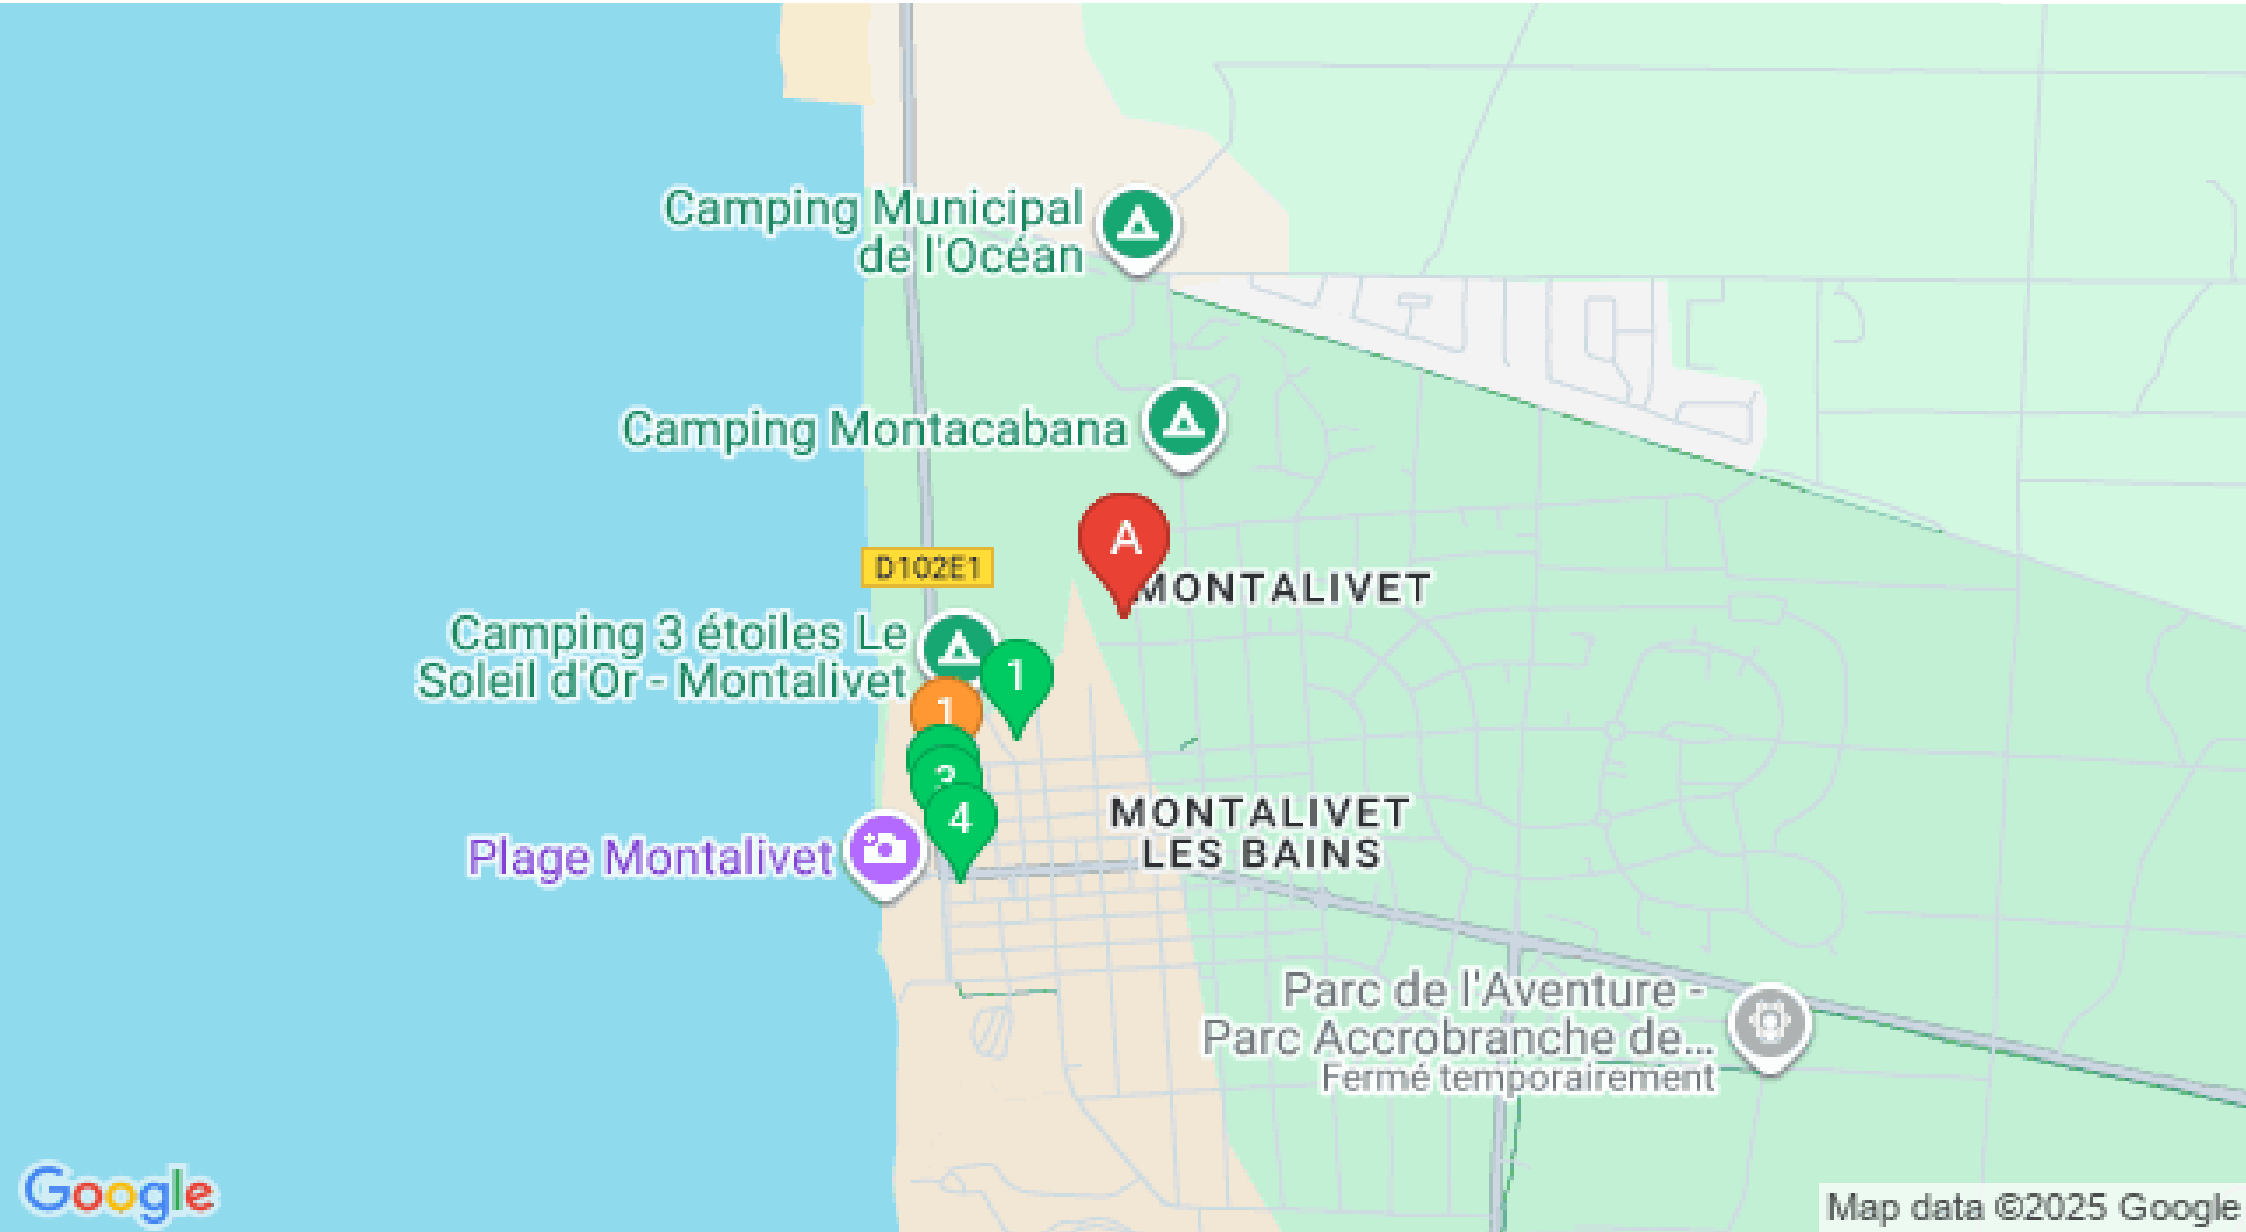 Camping Municipal
de l'Océan
Camping Montacabana
A
D102E1
MONTALIVET
Camping 3 étoiles Le
Soleil d'Or - Montalivet
1
1
3
4
MONTALIVET
LES BAINS
Plage Montalivet
Parc de l'Aventure -
Parc Accrobranche de...
Fermé temporairement
Google
Map data ©2025 Google